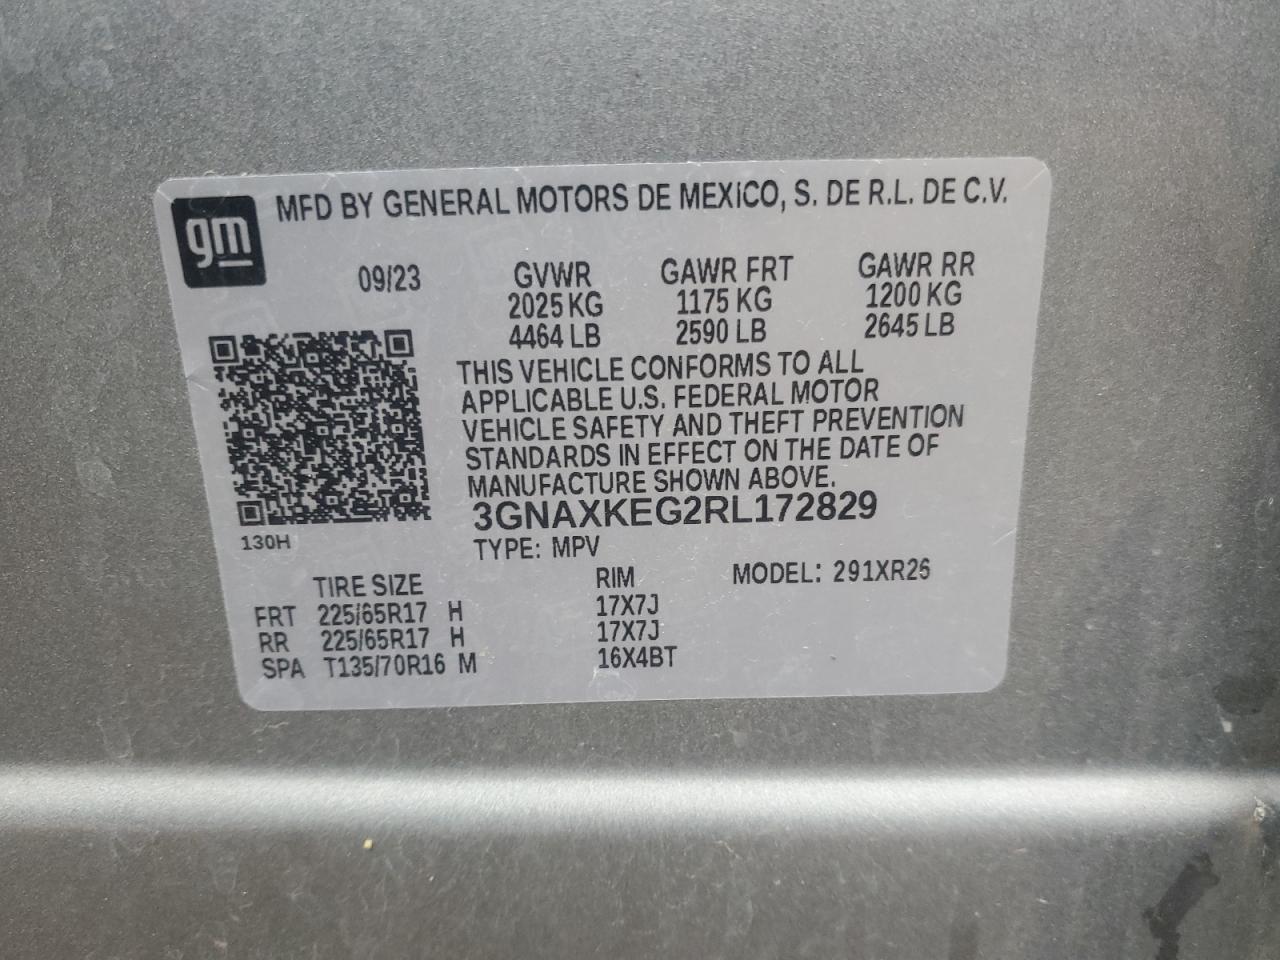 gm
MFD BY GENERAL MOTORS DE MEXICO, S. DE R.L. DE C.V.
09/23 GVWR GAWR FRT GAWR RR
2025 KG 1175 KG 1200 KG
4464 LB 2590 LB 2645 LB
THIS VEHICLE CONFORMS TO ALL
APPLICABLE U.S. FEDERAL MOTOR
VEHICLE SAFETY AND THEFT PREVENTION
STANDARDS IN EFFECT ON THE DATE OF
MANUFACTURE SHOWN ABOVE.
3GNAXKEG2RL172829
130H
TYPE: MPV
TIRE SIZE RIM MODEL: 291XR26
FRT 225/65R17 H 17X7J
RR 225/65R17 H 17X7J
SPA T135/70R16 M 16X4BT